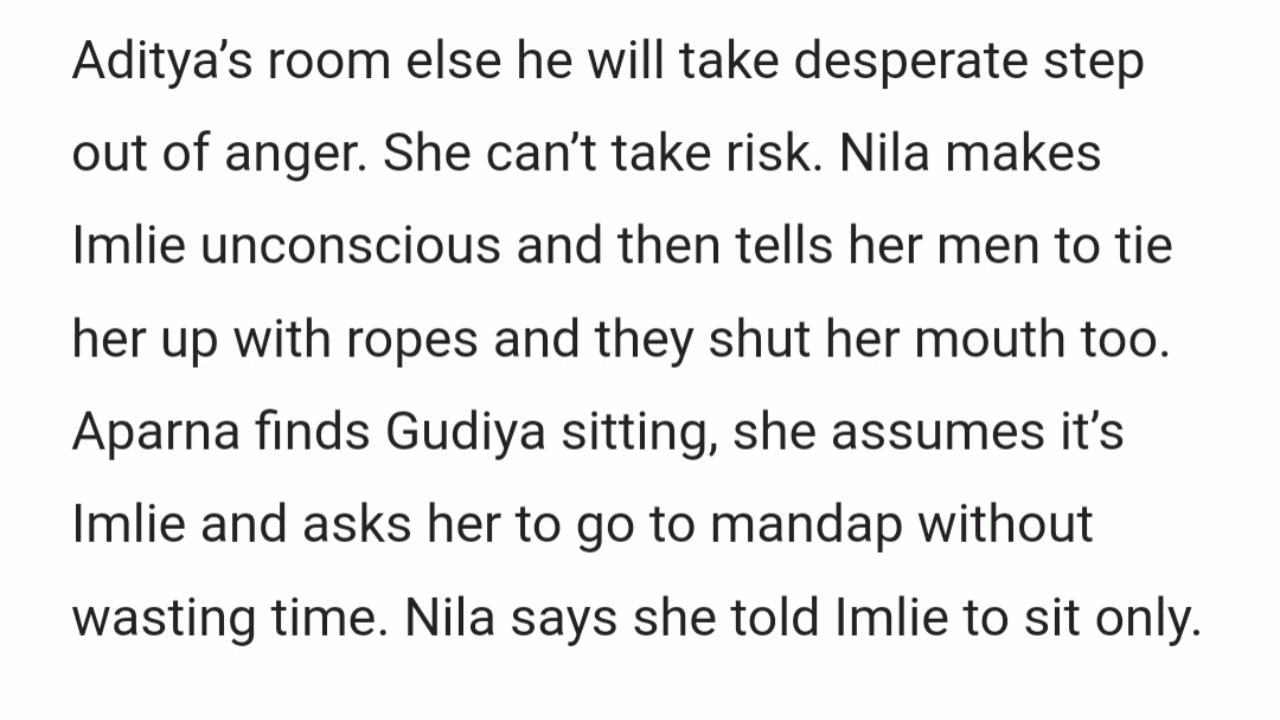 Aditya’s room else he will take desperate step
out of anger. She can’t take risk. Nila makes
Imlie unconscious and then tells her men to tie
her up with ropes and they shut her mouth too.
Aparna finds Gudiya sitting, she assumes it’s
Imlie and asks her to go to mandap without
wasting time. Nila says she told Imlie to sit only.